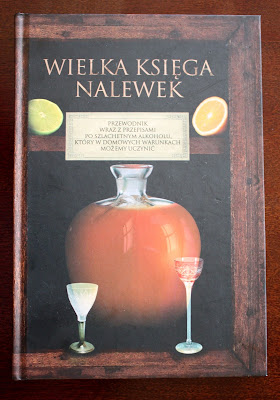 WIELKA KSIĘGA
NALEWEK
PRZEWODNIK
WRAZ Z PRZEPISAMI
PO SZLACHETNYM ALKOHOLU,
KTÓRY W DOMOWYCH WARUNKACH
MOŻEMY UCZYNIĆ